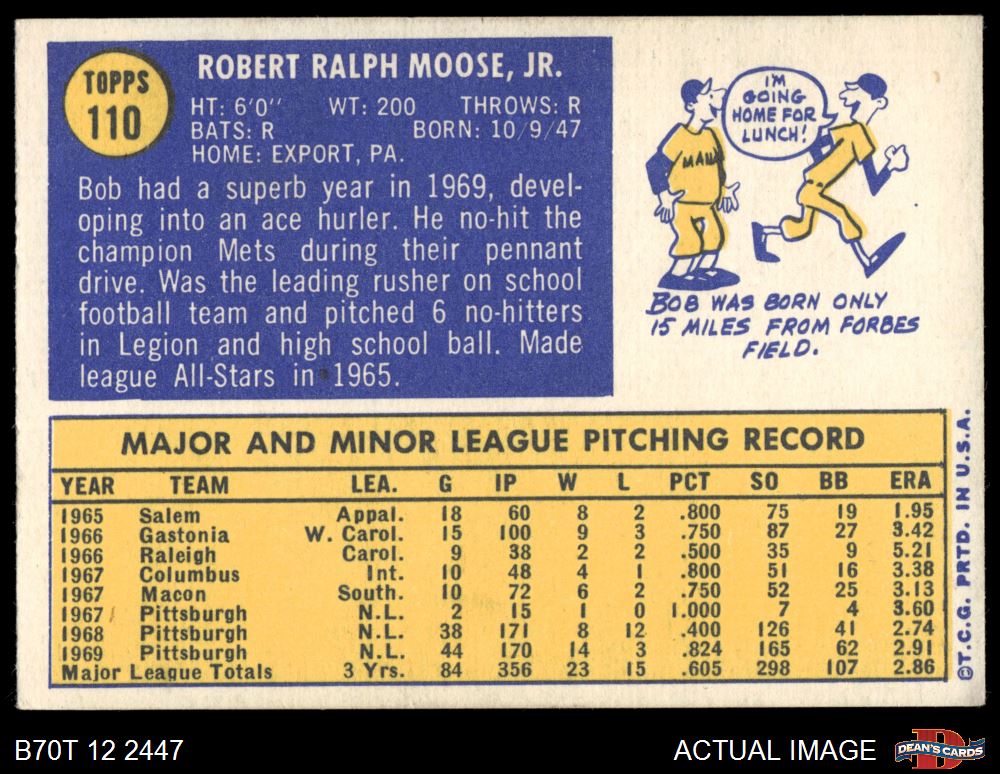 TOPPS
110
ROBERT RALPH MOOSE, JR.
HT: 6'0'' WT: 200 THROWS: R
BATS: R BORN: 10/9/47
HOME: EXPORT, PA.
Bob had a superb year in 1969, devel-
oping into an ace hurler. He no-hit the
champion Mets during their pennant
drive. Was the leading rusher on school
football team and pitched 6 no-hitters
in Legion and high school ball. Made
league All-Stars in 1965.
I'M
GOING
HOME FOR
LUNCH!
MANA
BOB WAS BORN ONLY
15 MILES FROM FORBES
FIELD.
MAJOR AND MINOR LEAGUE PITCHING RECORD
YEAR TEAM LEA. G IP W L PCT SO BB ERA
1965 Salem Appal. 18 60 8 2 .800 75 19 1.95
1966 Gastonia W. Carol. 15 100 9 3 .750 87 27 3.42
1966 Raleigh Carol. 9 38 2 2 .500 35 9 5.21
1967 Columbus Int. 10 48 4 1 .800 51 16 3.38
1967 Macon South. 10 72 6 2 .750 52 25 3.13
1967 Pittsburgh N.L. 2 15 1 0 1.000 7 4 3.60
1968 Pittsburgh N.L. 38 171 8 12 .400 126 41 2.74
1969 Pittsburgh N.L. 44 170 14 3 .824 165 62 2.91
Major League Totals 3 Yrs. 84 356 23 15 .605 298 107 2.86
©T.C.G. PRTD. IN U.S.A.
B70T 12 2447
ACTUAL IMAGE
DEAN'S CARDS